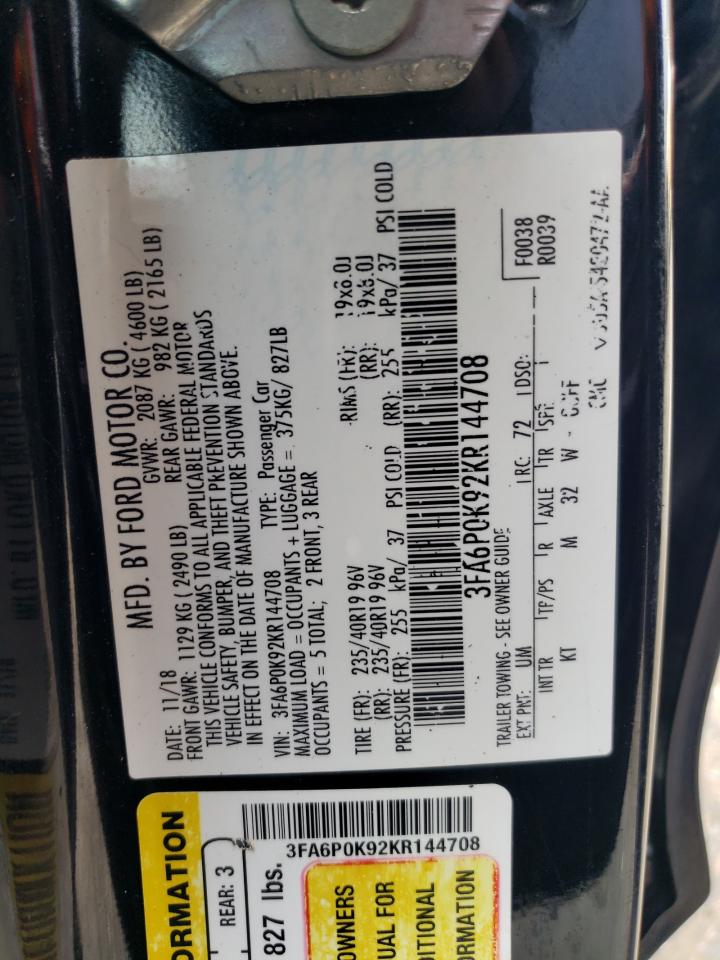 MFD. BY FORD MOTOR CO.
DATE: 11/18 GVWR: 2087 KG ( 4600 LB)
FRONT GAWR: 1129 KG ( 2490 LB) REAR GAWR: 982 KG ( 2165 LB)
THIS VEHICLE CONFORMS TO ALL APPLICABLE FEDERAL MOTOR
VEHICLE SAFETY, BUMPER, AND THEFT PREVENTION STANDARDS
IN EFFECT ON THE DATE OF MANUFACTURE SHOWN ABOVE.
VIN: 3FA6P0K92KR144708 TYPE: Passenger Car
MAXIMUM LOAD = OCCUPANTS + LUGGAGE = 375KG/ 827LB
OCCUPANTS = 5 TOTAL; 2 FRONT, 3 REAR
TIRE (FR): 235/40R19 96V RIMS (FR): 19x8.0J
(RR): 235/40R19 96V (RR): 19x8.0J
PRESSURE (FR): 255 kPa/ 37 PSI COLD (RR): 255 kPa/ 37 PSI COLD
3FA6P0K92KR144708
TRAILER TOWING - SEE OWNER GUIDE
F0038
R0039
EXT PNT: UM RC: 72 DSO:
INT TR TP/PS R AXLE TR SPR
KT M 32 W
ORMATION
REAR: 3
827 lbs.
3FA6P0K92KR144708
OWNERS
UAL FOR
DITIONAL
ORMATION